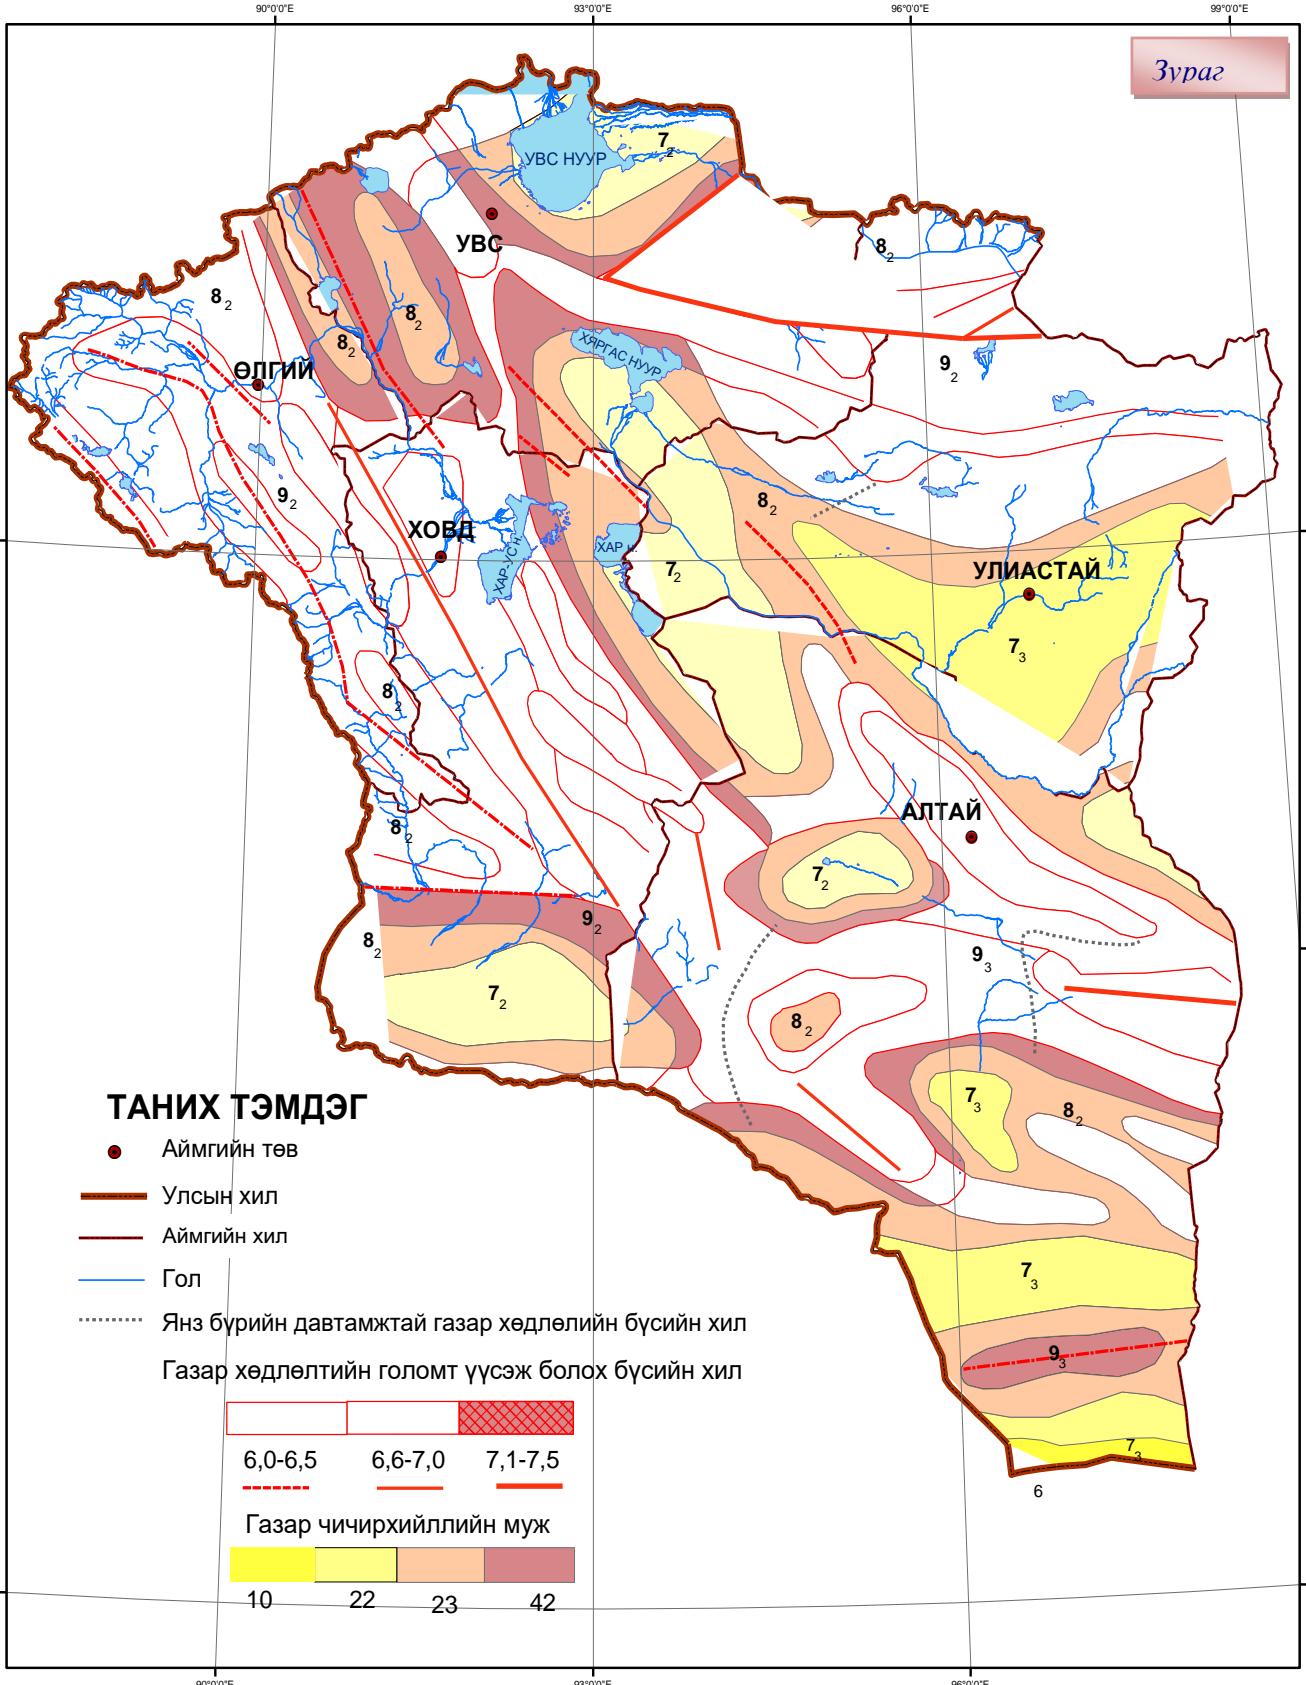 90°0'0"E
93°0'0"E
96°0'0"E
99°0'0"E
Зураг
УВС НУУР
7 2
УВС
8 2
8 2
8 2
8 2
ХЯРГАС НУУР
9 2
ӨЛГИЙ
9 2
8 2
ХОВД
ХАР-УС н.
ХАР н.
7 2
УЛИАСТАЙ
7 3
8 2
АЛТАЙ
8 2
7 2
9 2
8 2
9 3
7 2
8 2
7 3
8 2
ТАНИХ ТЭМДЭГ
Аймгийн төв
Улсын хил
Аймгийн хил
Гол
7 3
Янз бүрийн давтамжтай газар хөдлөлийн бүсийн хил
9 3
Газар хөдлөлтийн голомт үүсэж болох бүсийн хил
6,0-6,5
6,6-7,0
7,1-7,5
7 3
6
Газар чичирхийллийн муж
10
22
23
42
90°0'0"E
93°0'0"E
96°0'0"E